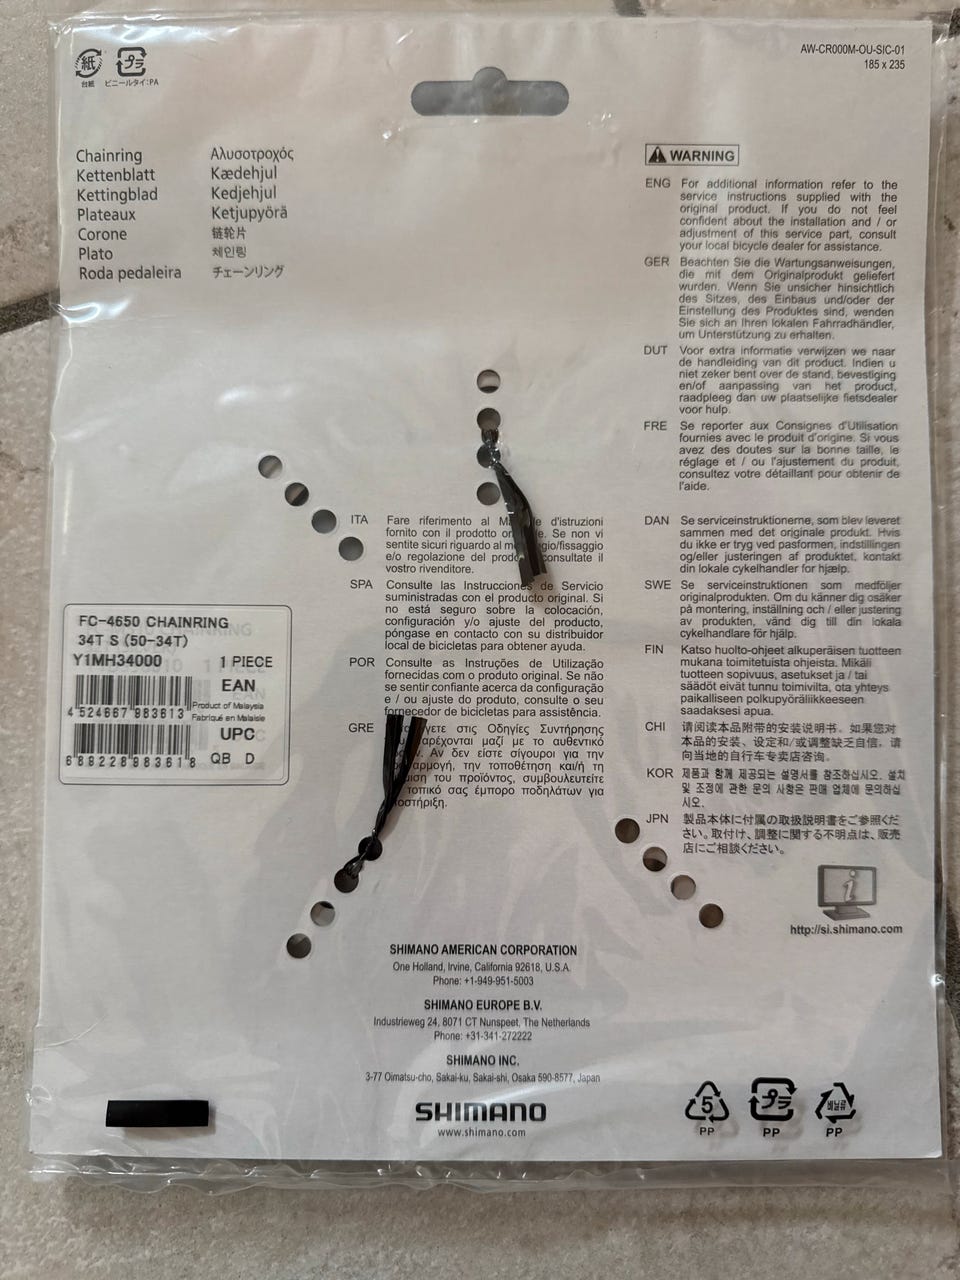 紙
台紙
プラ
ビニールタイ:PA
AW-CR000M-OU-SIC-01
185 x 235
Chainring
Kettenblatt
Kettingblad
Plateaux
Corone
Plato
Roda pedaleira
Αλυσοτροχός
Kædehjul
Kedjehjul
Ketjupyörä
链轮片
체인링
チェーンリング
WARNING
ENG For additional information refer to the
service instructions supplied with the
original product. If you do not feel
confident about the installation and / or
adjustment of this service part, consult
your local bicycle dealer for assistance.
GER Beachten Sie die Wartungsanweisungen,
die mit dem Originalprodukt geliefert
wurden. Wenn Sie unsicher hinsichtlich
des Sitzes, des Einbaus und/oder der
Einstellung des Produktes sind, wenden
Sie sich an Ihren lokalen Fahrradhändler,
um Unterstützung zu erhalten.
DUT Voor extra informatie verwijzen we naar
de handleiding van dit product. Indien u
niet zeker bent over de stand, bevestiging
en/of aanpassing van het product,
raadpleeg dan uw plaatselijke fietsdealer
voor hulp.
FRE Se reporter aux Consignes d'Utilisation
fournies avec le produit d'origine. Si vous
avez des doutes sur la bonne taille, le
réglage et / ou l'ajustement du produit,
consultez votre détaillant pour obtenir de
l'aide.
ITA Fare riferimento al d'istruzioni
fornito con il prodotto Se non vi
sentite sicuri riguardo al
e/o regolazione del consultate il
vostro rivenditore.
SPA Consulte las Instrucciones de Servicio
suministradas con el producto original. Si
no está seguro sobre la colocación,
configuración y/o ajuste del producto,
póngase en contacto con su distribuidor
local de bicicletas para obtener ayuda.
POR Consulte as Instruções de Utilização
fornecidas com o produto original. Se não
se sentir confiante acerca da configuração
e / ou ajuste do produto, consulte o seu
fornecedor de bicicletas para assistência.
GRE στις Οδηγίες Συντήρησης
μαζί με το αυθεντικό
Αν δεν είστε σίγουροι για την
την τοποθέτηση και/ή τη
του προϊόντος, συμβουλευτείτε
τοπικό σας έμπορο ποδηλάτων για
DAN Se serviceinstruktionerne, som blev leveret
sammen med det originale produkt. Hvis
du ikke er tryg ved pasformen, indstillingen
og/eller justeringen af produktet, kontakt
din lokale cykelhandler for hjælp.
SWE Se serviceinstruktionen som medföljer
originalprodukten. Om du känner dig osäker
på montering, inställning och / eller justering
av produkten, vänd dig till din lokala
cykelhandlare för hjälp.
FIN Katso huolto-ohjeet alkuperäisen tuotteen
mukana toimitetuista ohjeista. Mikäli
tuotteen sopivuus, asetukset ja / tai
säädöt eivät tunnu toimivilta, ota yhteys
paikalliseen polkupyöräliikkeeseen
saadaksesi apua.
CHI 请阅读本品附带的安装说明书。如果您对
本品的安装、设定和/或调整缺乏自信，请
向当地的自行车专卖店咨询。
KOR 제품과 함께 제공되는 설명서를 참조하십시오. 설치
및 조정에 관한 문의 사항은 판매 업체에 문의하십
시오.
JPN 製品本体に付属の取扱説明書をご参照くだ
さい。取付け、調整に関する不明点は、販売
店にご相談ください。
http://si.shimano.com
FC-4650 CHAINRING
34T S (50-34T)
Y1MH34000 1 PIECE
EAN
4 524667 983613
Product of Malaysia
Fabriqué en Malaisie
UPC
6 89228 98361 8 QB D
SHIMANO AMERICAN CORPORATION
One Holland, Irvine, California 92618, U.S.A.
Phone: +1-949-951-5003
SHIMANO EUROPE B.V.
Industrieweg 24, 8071 CT Nunspeet, The Netherlands
Phone: +31-341-272222
SHIMANO INC.
3-77 Oimatsu-cho, Sakai-ku, Sakai-shi, Osaka 590-8577, Japan
SHIMANO
www.shimano.com
5
PP
プラ
PP
비닐류
PP